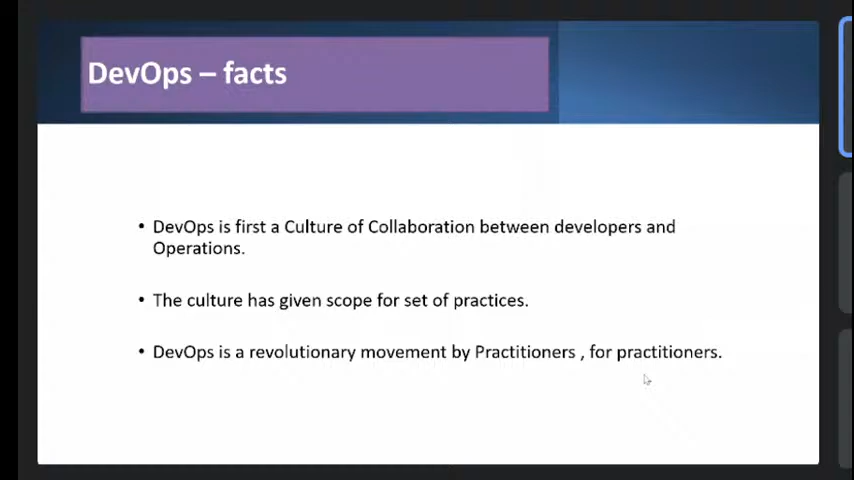 DevOps – facts
• DevOps is first a Culture of Collaboration between developers and
Operations.
• The culture has given scope for set of practices.
• DevOps is a revolutionary movement by Practitioners , for practitioners.